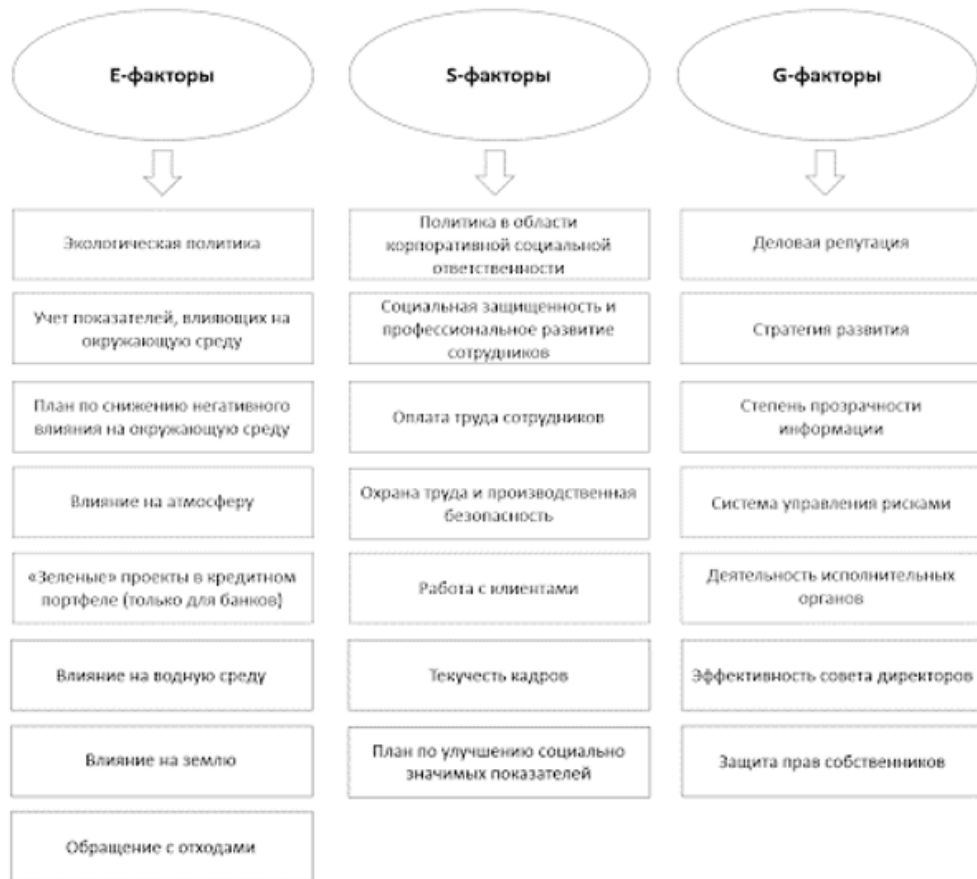 E-факторы
Экологическая политика
Учет показателей, влияющих на
окружающую среду
План по снижению негативного
влияния на окружающую среду
Влияние на атмосферу
«Зеленые» проекты в кредитном
портфеле (только для банков)
Влияние на водную среду
Влияние на землю
Обращение с отходами
S-факторы
Политика в области
корпоративной социальной
ответственности
Социальная защищенность и
профессиональное развитие
сотрудников
Оплата труда сотрудников
Охрана труда и производственная
безопасность
Работа с клиентами
Текучесть кадров
План по улучшению социально
значимых показателей
G-факторы
Деловая репутация
Стратегия развития
Степень прозрачности
информации
Система управления рисками
Деятельность исполнительных
органов
Эффективность совета директоров
Защита прав собственников